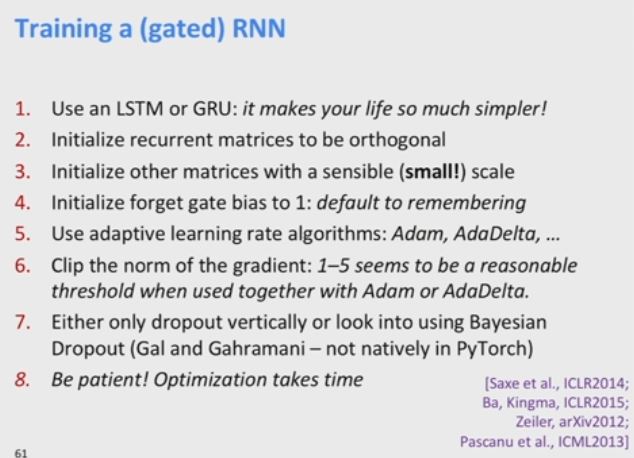 Training a (gated) RNN
1. Use an LSTM or GRU: it makes your life so much simpler!
2. Initialize recurrent matrices to be orthogonal
3. Initialize other matrices with a sensible (small!) scale
4. Initialize forget gate bias to 1: default to remembering
5. Use adaptive learning rate algorithms: Adam, AdaDelta, ...
6. Clip the norm of the gradient: 1–5 seems to be a reasonable
threshold when used together with Adam or AdaDelta.
7. Either only dropout vertically or look into using Bayesian
Dropout (Gal and Gahramani – not natively in PyTorch)
8. Be patient! Optimization takes time
[Saxe et al., ICLR2014;
Ba, Kingma, ICLR2015;
Zeiler, arXiv2012;
Pascanu et al., ICML2013]
61